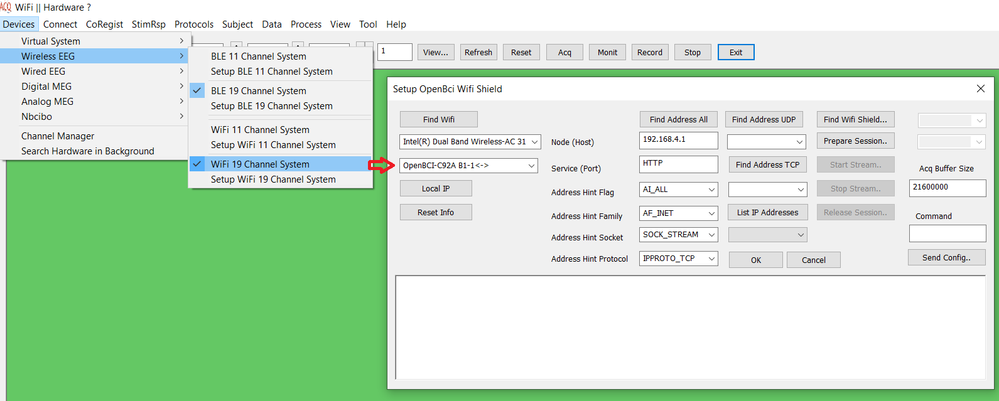 ACQ WiFi || Hardware ?
Devices Connect CoRegist StimRsp Protocols Subject Data Process View Tool Help
1 View... Refresh Reset Acq Monit Record Stop Exit
Virtual System
Wireless EEG
Wired EEG
Digital MEG
Analog MEG
Nbcibo
Channel Manager
Search Hardware in Background
BLE 11 Channel System
Setup BLE 11 Channel System
BLE 19 Channel System
Setup BLE 19 Channel System
WiFi 11 Channel System
Setup WiFi 11 Channel System
WiFi 19 Channel System
Setup WiFi 19 Channel System
Setup OpenBci Wifi Shield
Find Wifi Find Address All Find Address UDP Find Wifi Shield...
Intel(R) Dual Band Wireless-AC 31 Node (Host) 192.168.4.1 Prepare Session..
OpenBCI-C92A B1-1<-> Service (Port) HTTP Find Address TCP Start Stream.. Acq Buffer Size
Local IP Address Hint Flag AI_ALL Stop Stream.. 21600000
Reset Info Address Hint Family AF_INET List IP Addresses Release Session.. Command
Address Hint Socket SOCK_STREAM
Address Hint Protocol IPPROTO_TCP OK Cancel Send Config..